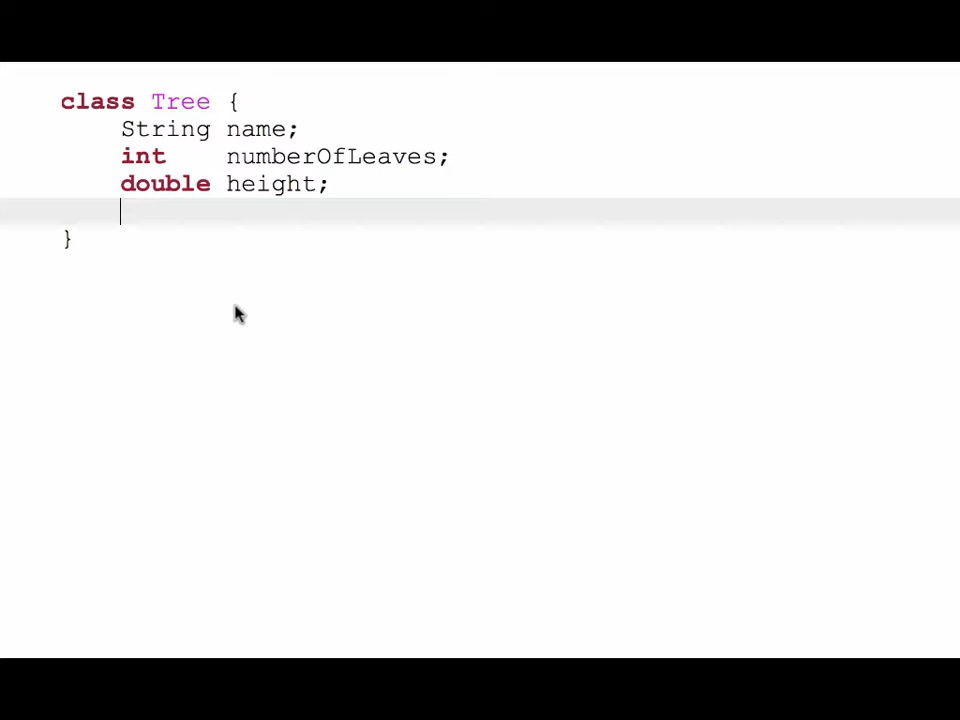 class Tree {
    String name;
    int    numberOfLeaves;
    double height;
}